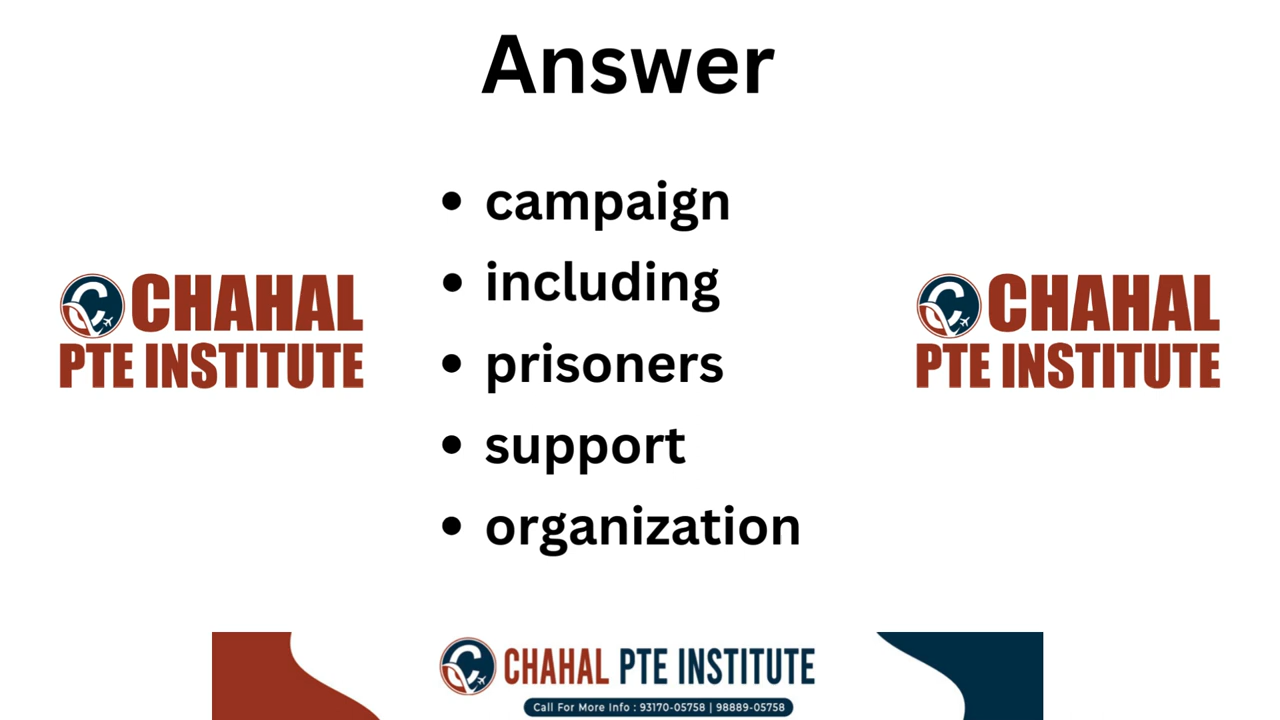 Answer
• campaign
• including
• prisoners
• support
• organization
CHAHAL
PTE INSTITUTE
CHAHAL
PTE INSTITUTE
CHAHAL PTE INSTITUTE
Call For More Info : 93170-05758 | 98889-05758